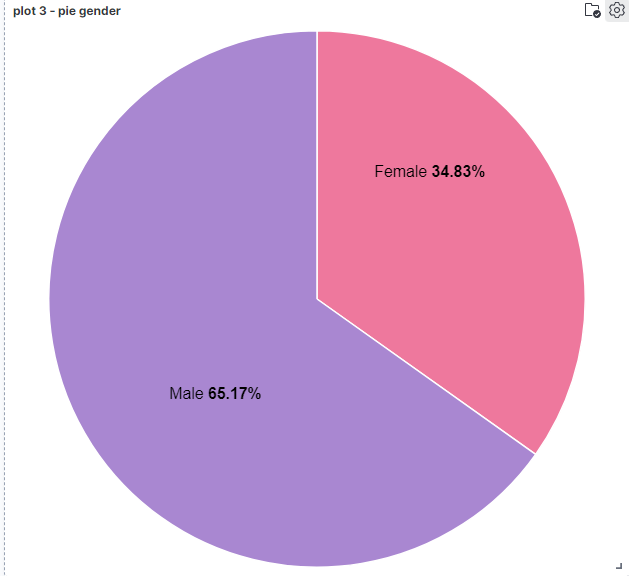 plot 3 - pie gender
Female 34.83%
Male 65.17%